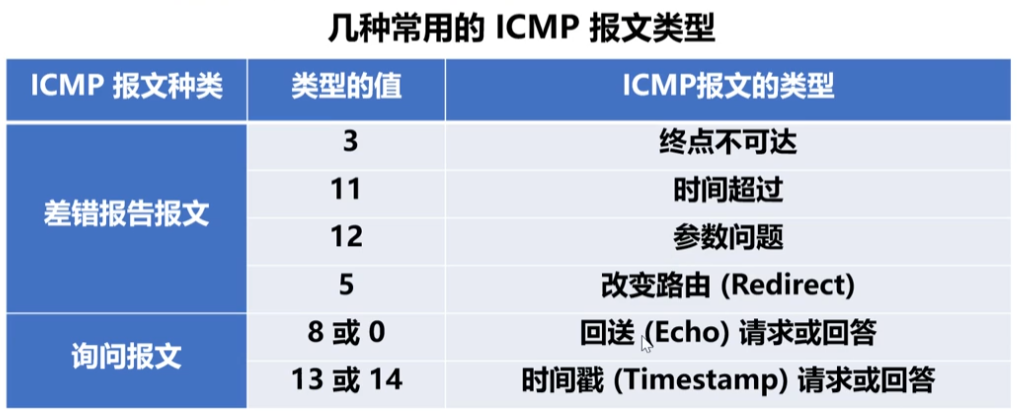 几种常用的 ICMP 报文类型
ICMP 报文种类 类型的值 ICMP报文的类型
差错报告报文
3 终点不可达
11 时间超过
12 参数问题
5 改变路由 (Redirect)
询问报文
8 或 0 回送 (Echo) 请求或回答
13 或 14 时间戳 (Timestamp) 请求或回答